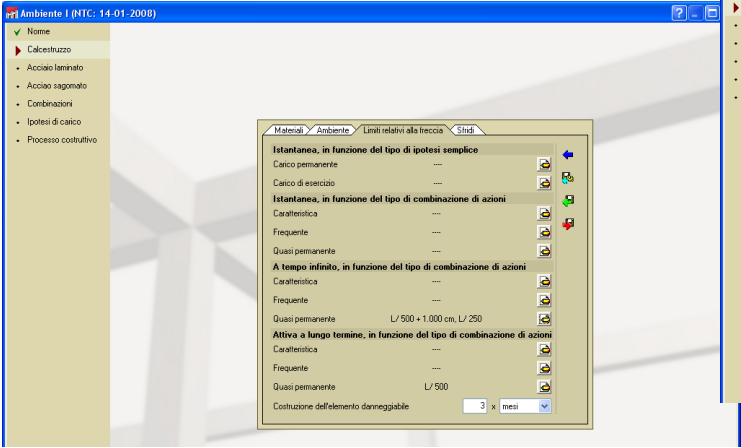 Ambiente I (NTC: 14-01-2008)
Norme
Calcestruzzo
Acciaio laminato
Acciao sagomato
Combinazioni
Ipotesi di carico
Processo costruttivo
Materiali Ambiente Limiti relativi alla freccia Sfridi
Istantanea, in funzione del tipo di ipotesi semplice
Carico permanente ----
Carico di esercizio ----
Istantanea, in funzione del tipo di combinazione di azioni
Caratteristica ----
Frequente ----
Quasi permanente ----
A tempo infinito, in funzione del tipo di combinazione di azioni
Caratteristica ----
Frequente ----
Quasi permanente L/ 500 + 1.000 cm, L/ 250
Attiva a lungo termine, in funzione del tipo di combinazione di azioni
Caratteristica ----
Frequente ----
Quasi permanente L/ 500
Costruzione dell'elemento danneggiabile 3 x mesi